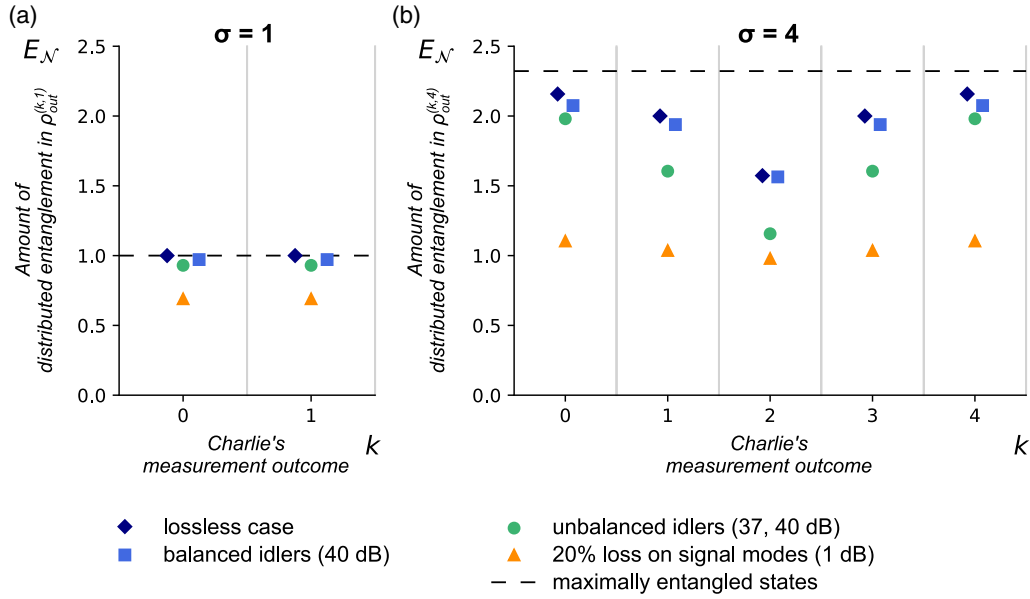 (a)
σ = 1
E𝒩
Amount of
distributed entanglement in ρ_out^(k,1)
2.5
2.0
1.5
1.0
0.5
0.0
0
1
Charlie's
measurement outcome
k
(b)
σ = 4
E𝒩
Amount of
distributed entanglement in ρ_out^(k,4)
2.5
2.0
1.5
1.0
0.5
0.0
0
1
2
3
4
Charlie's
measurement outcome
k
lossless case
balanced idlers (40 dB)
unbalanced idlers (37, 40 dB)
20% loss on signal modes (1 dB)
maximally entangled states